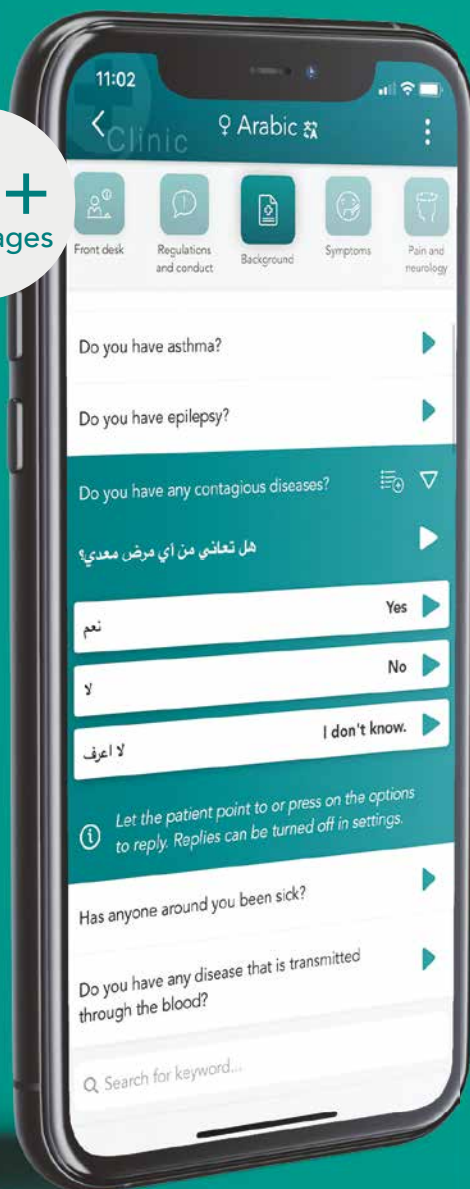 11:02
Clinic
♀ Arabic
+
ages
Front desk
Regulations
and conduct
Background
Symptoms
Pain and
neurology
Do you have asthma?
Do you have epilepsy?
Do you have any contagious diseases?
هل تعاني من اي مرض معدي؟
نعم
Yes
لا
No
لا اعرف
I don't know.
Let the patient point to or press on the options
to reply. Replies can be turned off in settings.
Has anyone around you been sick?
Do you have any disease that is transmitted
through the blood?
Search for keyword...